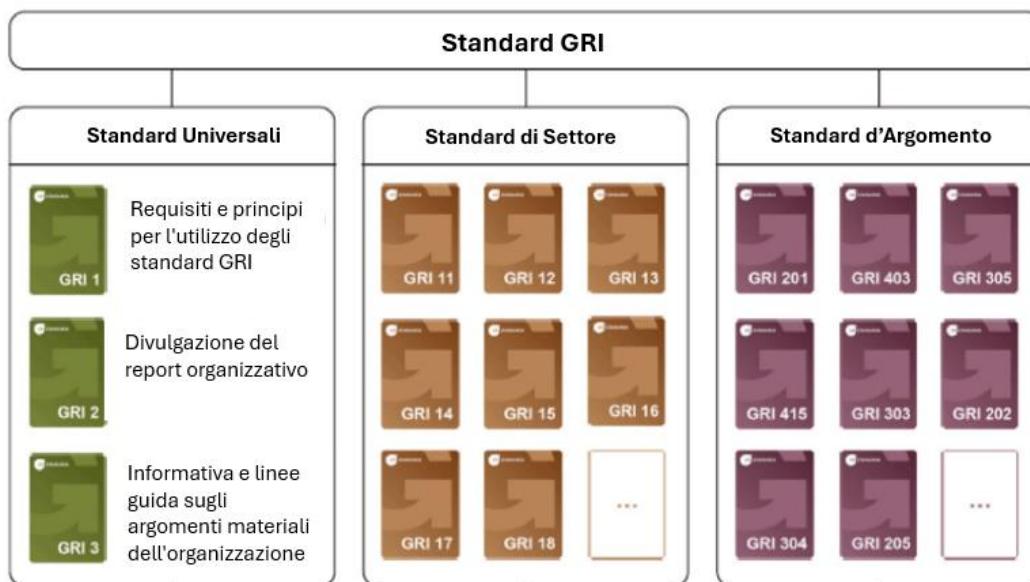 Standard GRI
Standard Universali
GRI 1
Requisiti e principi
per l'utilizzo degli
standard GRI
GRI 2
Divulgazione del
report organizzativo
GRI 3
Informativa e linee
guida sugli
argomenti materiali
dell'organizzazione
Standard di Settore
GRI 11
GRI 12
GRI 13
GRI 14
GRI 15
GRI 16
GRI 17
GRI 18
...
Standard d'Argomento
GRI 201
GRI 403
GRI 305
GRI 415
GRI 303
GRI 202
GRI 304
GRI 205
...